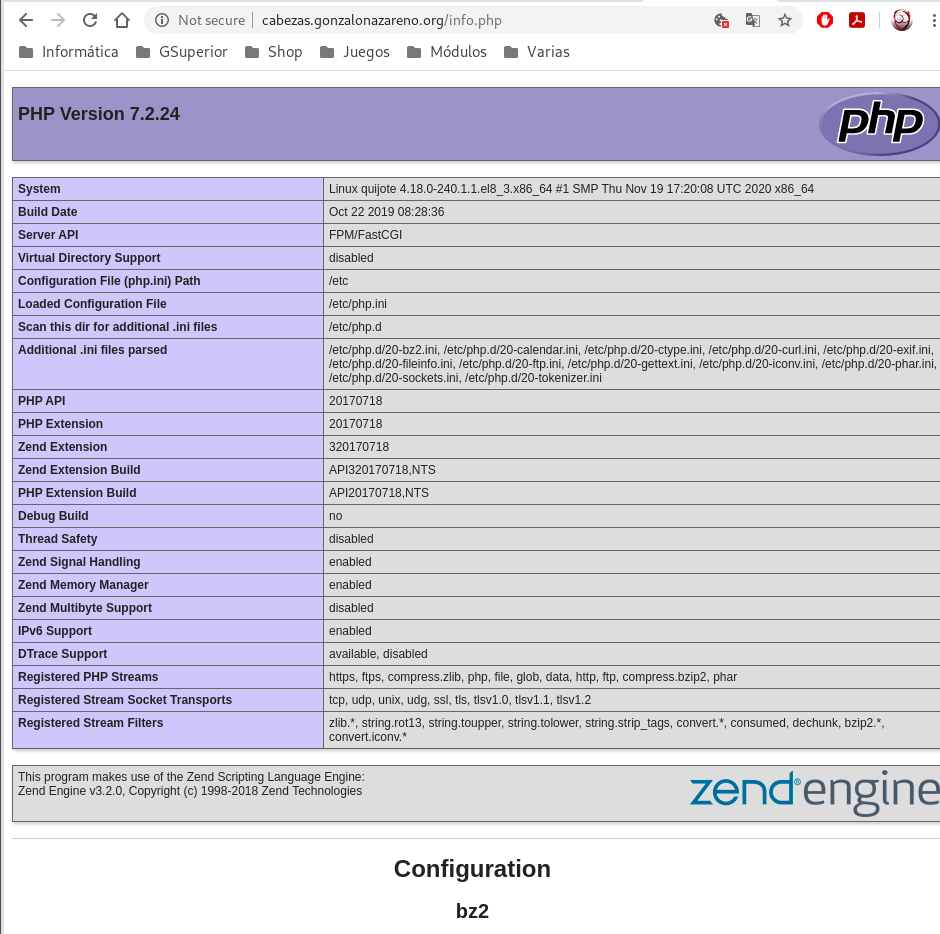 Not secure | cabezas.gonzalonazareno.org/info.php
Informática GSuperior Shop Juegos Módulos Varias
PHP Version 7.2.24
php
System Linux quijote 4.18.0-240.1.1.el8_3.x86_64 #1 SMP Thu Nov 19 17:20:08 UTC 2020 x86_64
Build Date Oct 22 2019 08:28:36
Server API FPM/FastCGI
Virtual Directory Support disabled
Configuration File (php.ini) Path /etc
Loaded Configuration File /etc/php.ini
Scan this dir for additional .ini files /etc/php.d
Additional .ini files parsed /etc/php.d/20-bz2.ini, /etc/php.d/20-calendar.ini, /etc/php.d/20-ctype.ini, /etc/php.d/20-curl.ini, /etc/php.d/20-exif.ini,
/etc/php.d/20-fileinfo.ini, /etc/php.d/20-ftp.ini, /etc/php.d/20-gettext.ini, /etc/php.d/20-iconv.ini, /etc/php.d/20-phar.ini,
/etc/php.d/20-sockets.ini, /etc/php.d/20-tokenizer.ini
PHP API 20170718
PHP Extension 20170718
Zend Extension 320170718
Zend Extension Build API320170718,NTS
PHP Extension Build API20170718,NTS
Debug Build no
Thread Safety disabled
Zend Signal Handling enabled
Zend Memory Manager enabled
Zend Multibyte Support disabled
IPv6 Support enabled
DTrace Support available, disabled
Registered PHP Streams https, ftps, compress.zlib, php, file, glob, data, http, ftp, compress.bzip2, phar
Registered Stream Socket Transports tcp, udp, unix, udg, ssl, tls, tlsv1.0, tlsv1.1, tlsv1.2
Registered Stream Filters zlib.*, string.rot13, string.toupper, string.tolower, string.strip_tags, convert.*, consumed, dechunk, bzip2.*,
convert.iconv.*
This program makes use of the Zend Scripting Language Engine:
Zend Engine v3.2.0, Copyright (c) 1998-2018 Zend Technologies
zend®engine
Configuration
bz2